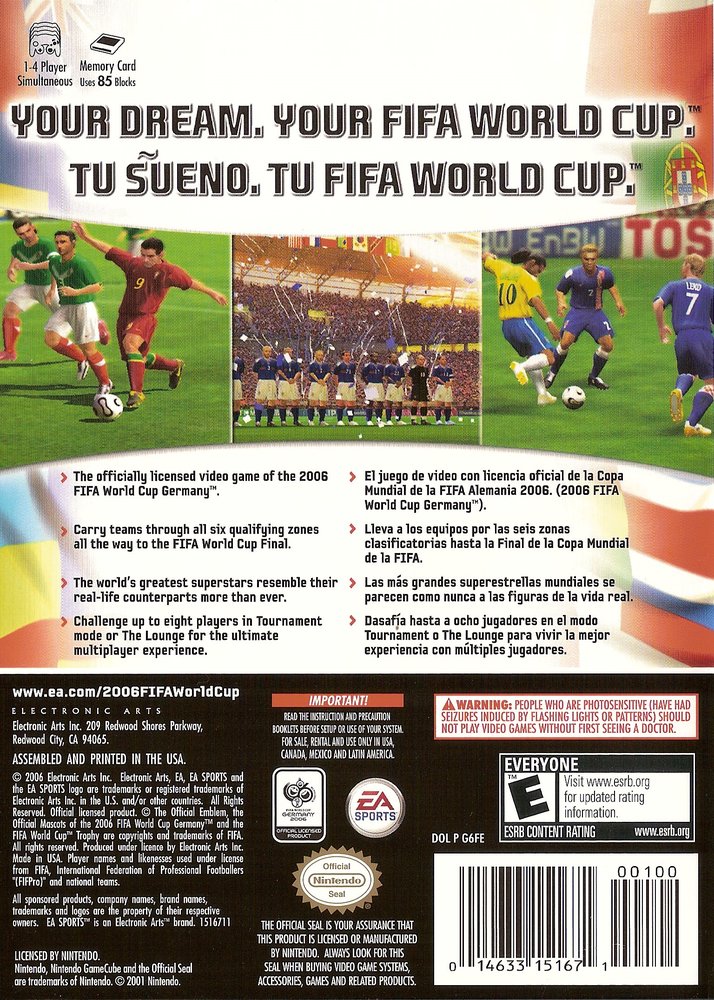 1-4 Player
Simultaneous
Memory Card
Uses 85 Blocks
YOUR DREAM. YOUR FIFA WORLD CUP.™
TU SUEÑO. TU FIFA WORLD CUP.™
9
EnBW
TOS
10
7
2
7
The officially licensed video game of the 2006
FIFA World Cup Germany™.
Carry teams through all six qualifying zones
all the way to the FIFA World Cup Final.
The world's greatest superstars resemble their
real-life counterparts more than ever.
Challenge up to eight players in Tournament
mode or The Lounge for the ultimate
multiplayer experience.
El juego de video con licencia oficial de la Copa
Mundial de la FIFA Alemania 2006. (2006 FIFA
World Cup Germany™).
Lleva a los equipos por las seis zonas
clasificatorias hasta la Final de la Copa Mundial
de la FIFA.
Las más grandes superestrellas mundiales se
parecen como nunca a las figuras de la vida real.
Dasafía hasta a ocho jugadores en el modo
Tournament o The Lounge para vivir la mejor
experiencia con múltiples jugadores.
www.ea.com/2006FIFAWorldCup
ELECTRONIC ARTS
Electronic Arts Inc. 209 Redwood Shores Parkway,
Redwood City, CA 94065.
ASSEMBLED AND PRINTED IN THE USA.
© 2006 Electronic Arts Inc. Electronic Arts, EA, EA SPORTS and
the EA SPORTS logo are trademarks or registered trademarks of
Electronic Arts Inc. in the U.S. and/or other countries. All Rights
Reserved. Official licensed product. © The Official Emblem, the
Official Mascots of the 2006 FIFA World Cup Germany™ and the
FIFA World Cup™ Trophy are copyrights and trademarks of FIFA.
All rights reserved. Produced under licence by Electronic Arts Inc.
Made in USA. Player names and likenesses used under license
from FIFA, International Federation of Professional Footballers
("FIFPro)" and national teams.
All sponsored products, company names, brand names,
trademarks and logos are the property of their respective
owners. EA SPORTS™ is an Electronic Arts™ brand. 1516711
LICENSED BY NINTENDO.
Nintendo, Nintendo GameCube and the Official Seal
are trademarks of Nintendo. © 2001 Nintendo.
IMPORTANT!
READ THE INSTRUCTION AND PRECAUTION
BOOKLETS BEFORE SETUP OR USE OF YOUR SYSTEM.
FOR SALE, RENTAL AND USE ONLY IN USA,
CANADA, MEXICO AND LATIN AMERICA.
FIFA WORLD CUP
GERMANY
2006
OFFICIAL LICENSED
PRODUCT
EA
SPORTS
Official
Nintendo
Seal
THE OFFICIAL SEAL IS YOUR ASSURANCE THAT
THIS PRODUCT IS LICENSED OR MANUFACTURED
BY NINTENDO. ALWAYS LOOK FOR THIS
SEAL WHEN BUYING VIDEO GAME SYSTEMS,
ACCESSORIES, GAMES AND RELATED PRODUCTS.
WARNING: PEOPLE WHO ARE PHOTOSENSITIVE (HAVE HAD
SEIZURES INDUCED BY FLASHING LIGHTS OR PATTERNS) SHOULD
NOT PLAY VIDEO GAMES WITHOUT FIRST SEEING A DOCTOR.
DOL P G6FE
EVERYONE
E™
Visit www.esrb.org
for updated rating
information.
ESRB CONTENT RATING www.esrb.org
00100
0 14633 15167 1